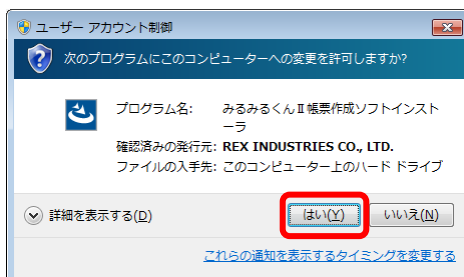 ユーザー アカウント制御
次のプログラムにこのコンピューターへの変更を許可しますか?
プログラム名: みるみるくんⅡ帳票作成ソフトインスト
ーラ
確認済みの発行元: REX INDUSTRIES CO., LTD.
ファイルの入手先: このコンピューター上のハード ドライブ
詳細を表示する(D) はい(Y) いいえ(N)
これらの通知を表示するタイミングを変更する